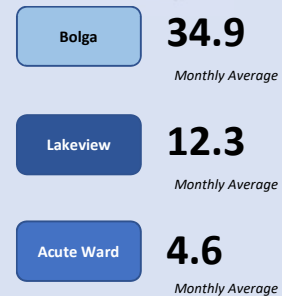 Bolga
34.9
Monthly Average
Lakeview
12.3
Monthly Average
Acute Ward
4.6
Monthly Average